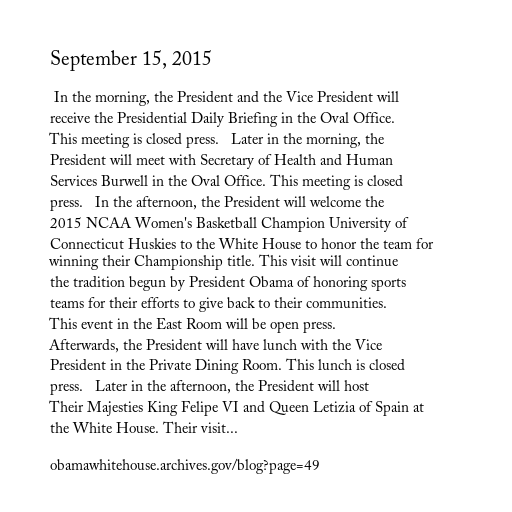 September 15, 2015
In the morning, the President and the Vice President will
receive the Presidential Daily Briefing in the Oval Office.
This meeting is closed press.   Later in the morning, the
President will meet with Secretary of Health and Human
Services Burwell in the Oval Office. This meeting is closed
press.   In the afternoon, the President will welcome the
2015 NCAA Women's Basketball Champion University of
Connecticut Huskies to the White House to honor the team for
winning their Championship title. This visit will continue
the tradition begun by President Obama of honoring sports
teams for their efforts to give back to their communities.
This event in the East Room will be open press.
Afterwards, the President will have lunch with the Vice
President in the Private Dining Room. This lunch is closed
press.   Later in the afternoon, the President will host
Their Majesties King Felipe VI and Queen Letizia of Spain at
the White House. Their visit...
obamawhitehouse.archives.gov/blog?page=49